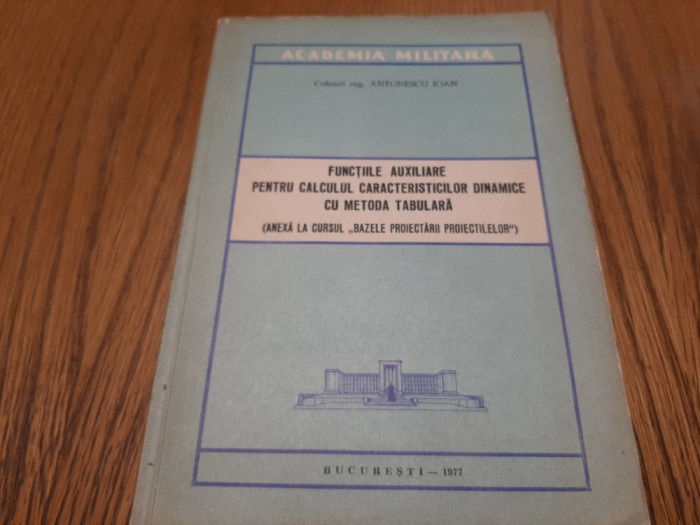 ACADEMIA MILITARĂ
Colonel ing. ANTONESCU IOAN
FUNCȚIILE AUXILIARE
PENTRU CALCULUL CARACTERISTICILOR DINAMICE
CU METODA TABULARĂ
(ANEXĂ LA CURSUL „BAZELE PROIECTĂRII PROIECTILELOR")
BUCUREȘTI — 1977